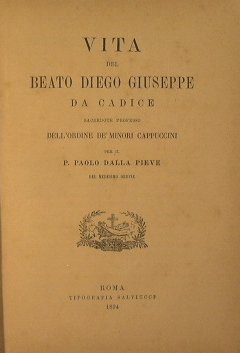 VITA
DEL
BEATO DIEGO GIUSEPPE
DA CADICE
SACERDOTE PROFESSO
DELL'ORDINE DE' MINORI CAPPUCCINI
PER IL
P. PAOLO DALLA PIEVE
DEL MEDESIMO ORDINE
ROMA
TIPOGRAFIA SALVIUCCI
1894